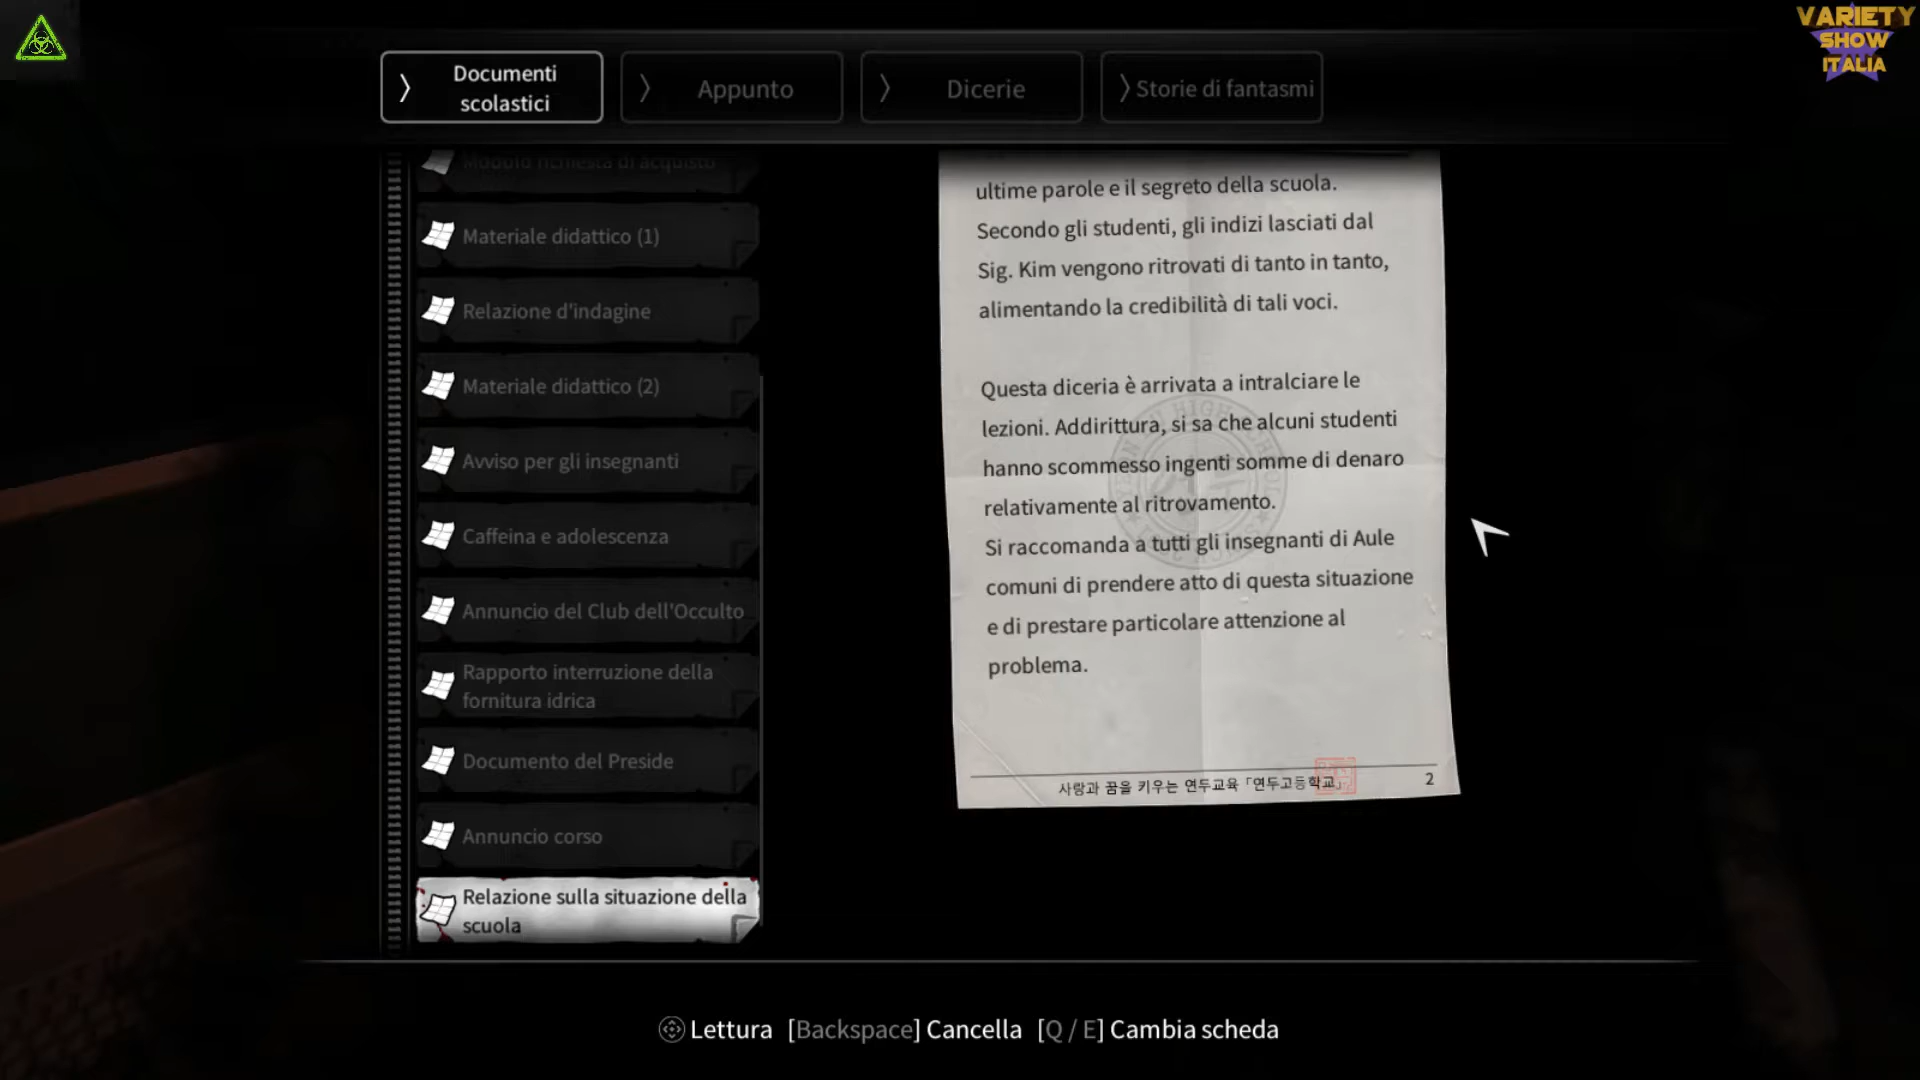 VARIETY
SHOW
ITALIA
Documenti
scolastici
Appunto
Dicerie
Storie di fantasmi
Modulo richiesta di acquisto
Materiale didattico (1)
Relazione d'indagine
Materiale didattico (2)
Avviso per gli insegnanti
Caffeina e adolescenza
Annuncio del Club dell'Occulto
Rapporto interruzione della
fornitura idrica
Documento del Preside
Annuncio corso
Relazione sulla situazione della
scuola
ultime parole e il segreto della scuola.
Secondo gli studenti, gli indizi lasciati dal
Sig. Kim vengono ritrovati di tanto in tanto,
alimentando la credibilità di tali voci.
Questa diceria è arrivata a intralciare le
lezioni. Addirittura, si sa che alcuni studenti
hanno scommesso ingenti somme di denaro
relativamente al ritrovamento.
Si raccomanda a tutti gli insegnanti di Aule
comuni di prendere atto di questa situazione
e di prestare particolare attenzione al
problema.
사랑과 꿈을 키우는 연두교육 「연두고등학교」
2
Lettura [Backspace] Cancella [Q / E] Cambia scheda